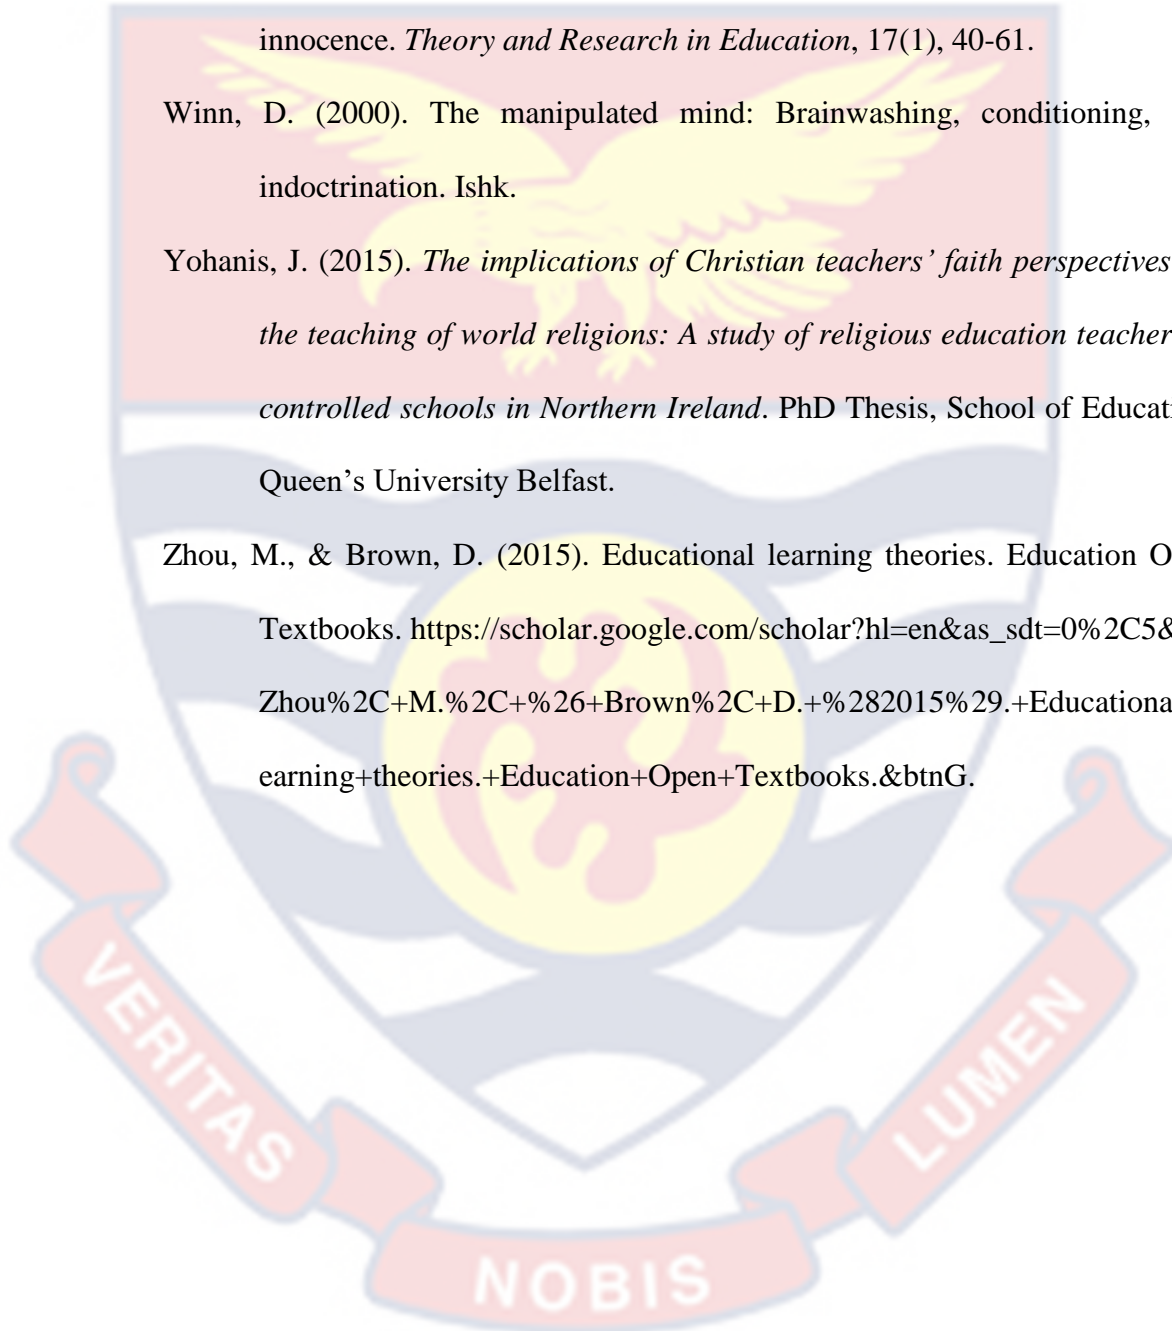 innocence. Theory and Research in Education, 17(1), 40-61.
Winn, D. (2000). The manipulated mind: Brainwashing, conditioning,
indoctrination. Ishk.
Yohanis, J. (2015). The implications of Christian teachers’ faith perspectives
the teaching of world religions: A study of religious education teacher
controlled schools in Northern Ireland. PhD Thesis, School of Educati
Queen’s University Belfast.
Zhou, M., & Brown, D. (2015). Educational learning theories. Education O
Textbooks. https://scholar.google.com/scholar?hl=en&as_sdt=0%2C5&
Zhou%2C+M.%2C+%26+Brown%2C+D.+%282015%29.+Educationa
earning+theories.+Education+Open+Textbooks.&btnG.
VERITAS
NOBIS
LUMEN